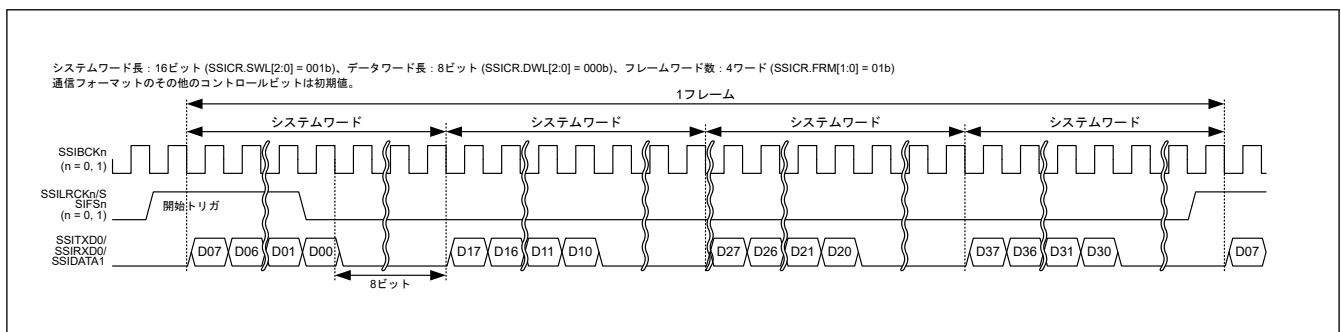 システムワード長：16ビット (SSICR.SWL[2:0] = 001b)、データワード長：8ビット (SSICR.DWL[2:0] = 000b)、フレームワード数：4ワード (SSICR.FRM[1:0] = 01b)
通信フォーマットのその他のコントロールビットは初期値。
1フレーム
システムワード システムワード システムワード システムワード
SSIBCKn
(n = 0, 1)
SSILRCKn/S
SIFSn
(n = 0, 1)
開始トリガ
SSITXD0/
SSIRXD0/
SSIDATA1
D07 D06 D01 D00 D17 D16 D11 D10 D27 D26 D21 D20 D37 D36 D31 D30 D07
8ビット